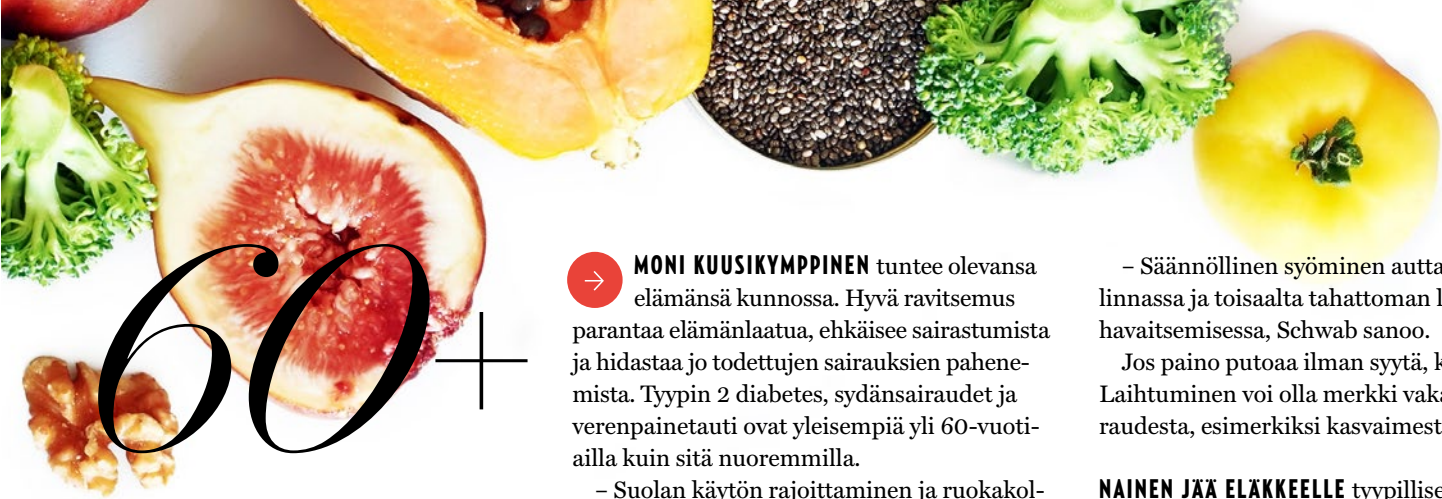 60+
MONI KUUSIKYMPPINEN tuntee olevansa
elämänsä kunnossa. Hyvä ravitsemus
parantaa elämänlaatua, ehkäisee sairastumista
ja hidastaa jo todettujen sairauksien pahene-
mista. Tyypin 2 diabetes, sydänsairaudet ja
verenpainetauti ovat yleisempiä yli 60-vuoti-
ailla kuin sitä nuoremmilla.
– Suolan käytön rajoittaminen ja ruokakol-
– Säännöllinen syöminen autta
linnassa ja toisaalta tahattoman l
havaitsemisessa, Schwab sanoo.
Jos paino putoaa ilman syytä, k
Laihtuminen voi olla merkki vaka
raudesta, esimerkiksi kasvaimest
NAINEN JÄÄ ELÄKKEELLE tyypillise